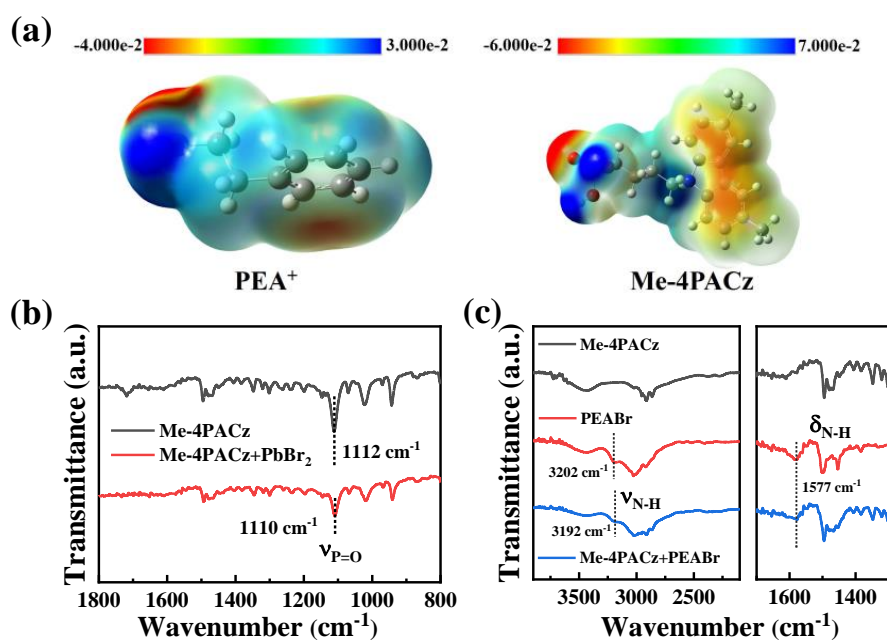 (a)
-4.000e-2 3.000e-2
-6.000e-2 7.000e-2
PEA⁺
Me-4PACz
(b)
Transmittance (a.u.)
Me-4PACz
Me-4PACz+PbBr₂
1112 cm⁻¹
1110 cm⁻¹
νP=O
1800 1600 1400 1200 1000 800
Wavenumber (cm⁻¹)
(c)
Transmittance (a.u.)
Me-4PACz
PEABr
3202 cm⁻¹
νN-H
3192 cm⁻¹
Me-4PACz+PEABr
δN-H
1577 cm⁻¹
3500 3000 2500 2100 1600 1300
Wavenumber (cm⁻¹)